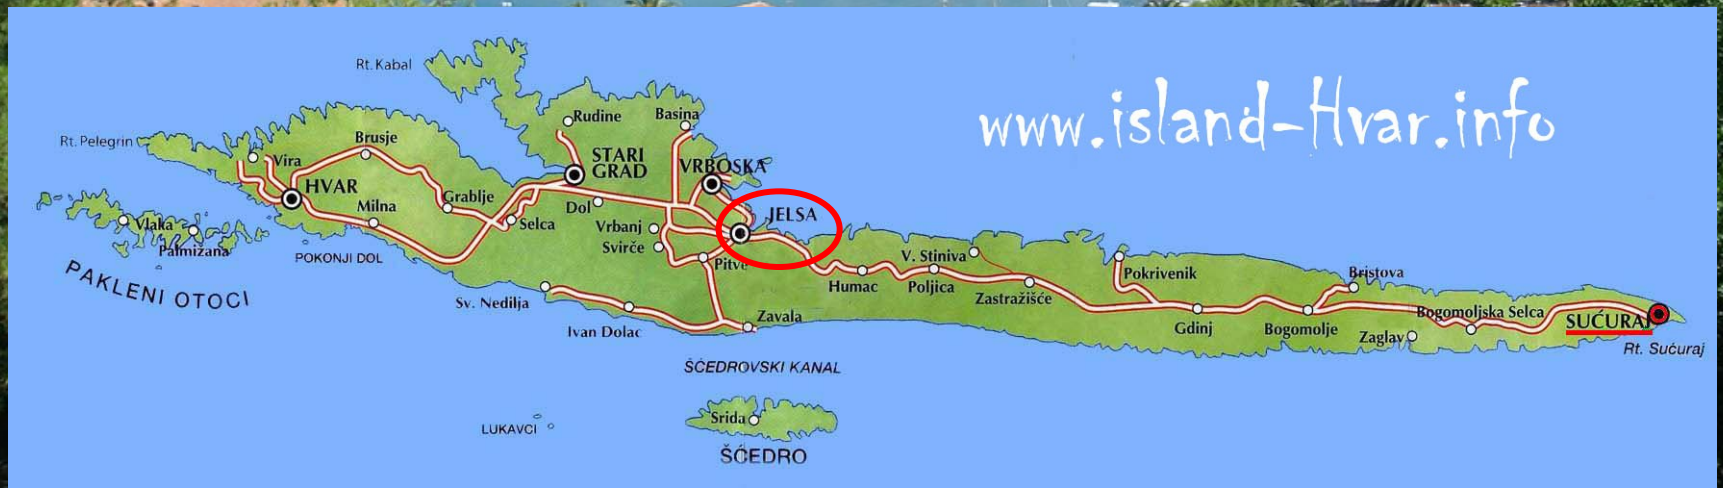 www.island-Hvar.info
Rt. Kabal
Rudine
Basina
Rt. Pelegrin
Brusje
Vira
STARI
GRAD
VRBOSKA
HVAR
Grablje
Milna
Dol
JELSA
Selca
Vrbanj
Svirče
Vlaka
Palmižana
POKONJI DOL
PAKLENI OTOCI
Pitve
V. Stiniva
Humac
Poljica
Zastražišće
Pokrivenik
Bristova
Sv. Nedilja
Ivan Dolac
Zavala
Gdinj
Bogomolje
Bogomoljska Selca
Zaglav
SUĆURAJ
Rt. Sućuraj
ŠĆEDROVSKI KANAL
LUKAVCI
Srida
ŠĆEDRO